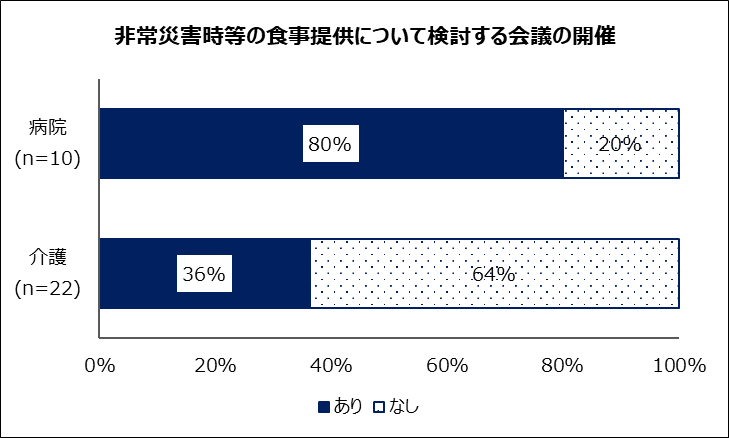 非常災害時等の食事提供について検討する会議の開催
病院
(n=10)
80%
20%
介護
(n=22)
36%
64%
0% 20% 40% 60% 80% 100%
あり なし